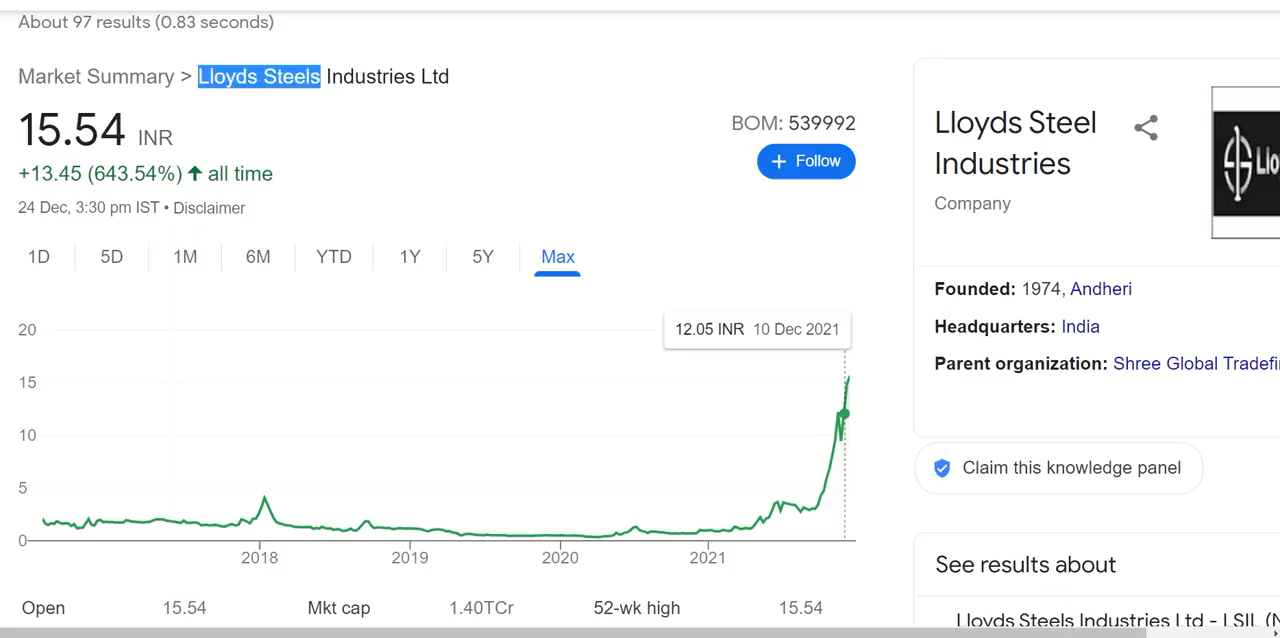 About 97 results (0.83 seconds)
Market Summary > Lloyds Steels Industries Ltd
15.54 INR
+13.45 (643.54%) ↑ all time
24 Dec, 3:30 pm IST • Disclaimer
BOM: 539992
+ Follow
1D 5D 1M 6M YTD 1Y 5Y Max
12.05 INR 10 Dec 2021
20
15
10
5
0
2018 2019 2020 2021
Open 15.54 Mkt cap 1.40TCr 52-wk high 15.54
Lloyds Steel
Industries
Company
Founded: 1974, Andheri
Headquarters: India
Parent organization: Shree Global
Claim this knowledge panel
See results about
Lloyds Steels Industries Ltd - LSIL